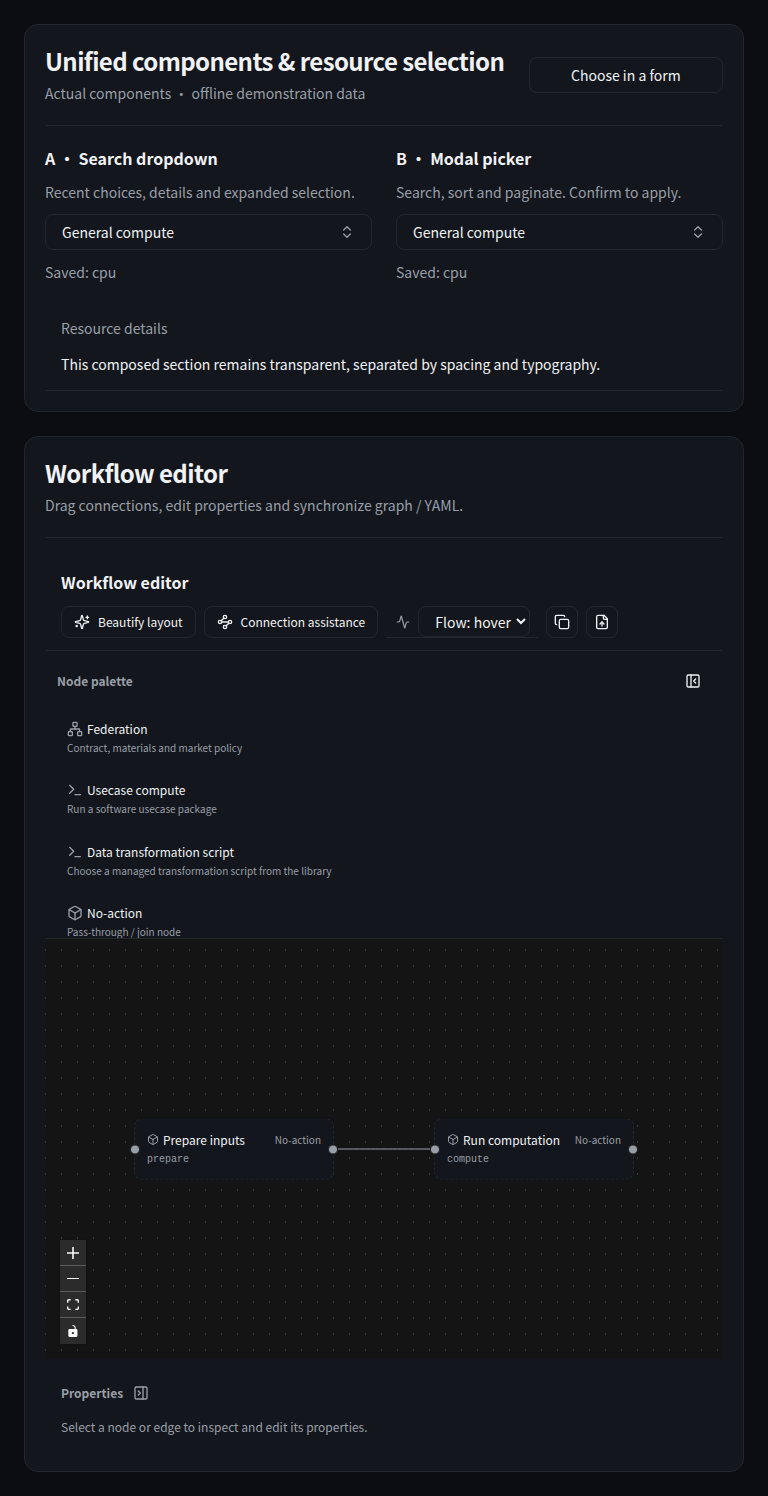 Unified components & resource selection
Choose in a form
Actual components • offline demonstration data
A • Search dropdown
Recent choices, details and expanded selection.
General compute
Saved: cpu
B • Modal picker
Search, sort and paginate. Confirm to apply.
General compute
Saved: cpu
Resource details
This composed section remains transparent, separated by spacing and typography.
Workflow editor
Drag connections, edit properties and synchronize graph / YAML.
Workflow editor
Beautify layout
Connection assistance
Flow: hover
Node palette
Federation
Contract, materials and market policy
Usecase compute
Run a software usecase package
Data transformation script
Choose a managed transformation script from the library
No-action
Pass-through / join node
Prepare inputs No-action
prepare
Run computation No-action
compute
Properties
Select a node or edge to inspect and edit its properties.